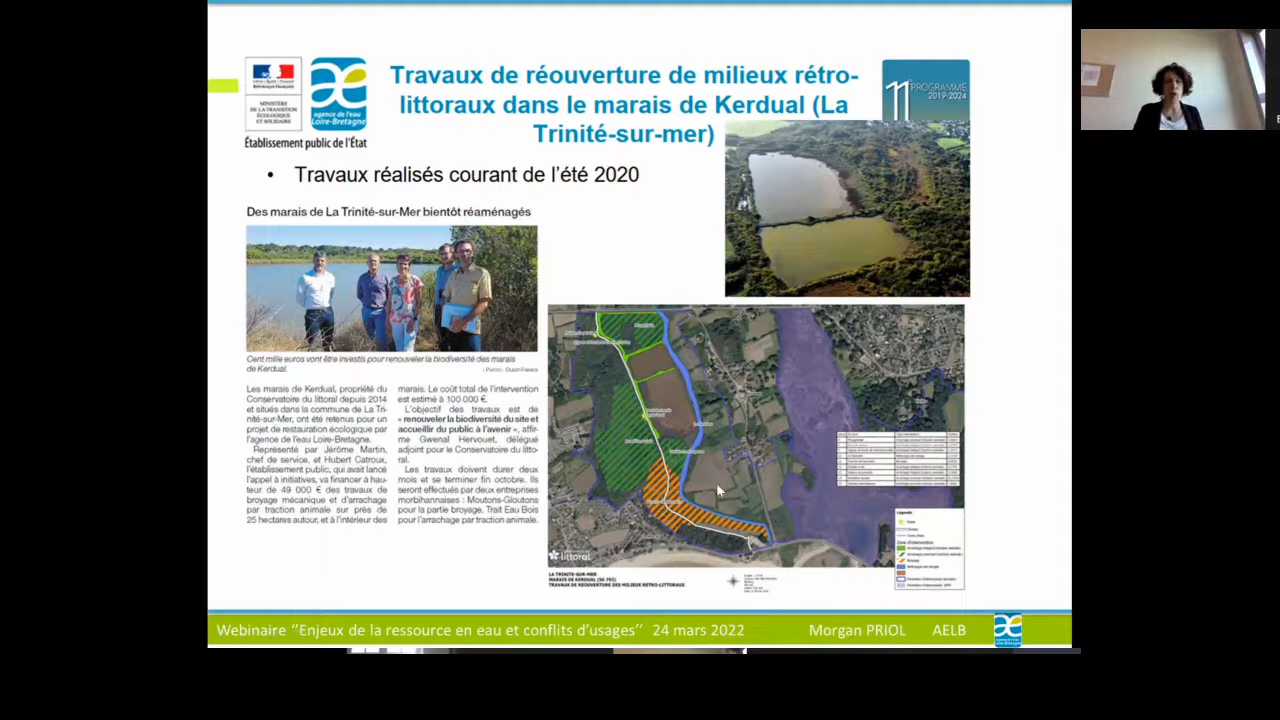 RÉPUBLIQUE FRANÇAISE
MINISTÈRE
DE LA TRANSITION
ÉCOLOGIQUE
ET SOLIDAIRE
agence de l'eau
Loire-Bretagne
Établissement public de l'État
Travaux de réouverture de milieux rétro-
littoraux dans le marais de Kerdual (La
Trinité-sur-mer)
11e PROGRAMME
2019-2024
• Travaux réalisés courant de l'été 2020
Des marais de La Trinité-sur-Mer bientôt réaménagés
Cent mille euros vont être investis pour renouveler la biodiversité des marais
de Kerdual.
Photo : Ouest-France
Les marais de Kerdual, propriété du
Conservatoire du littoral depuis 2014
et situés dans la commune de La Tri-
nité-sur-Mer, ont été retenus pour un
projet de restauration écologique par
l'agence de l'eau Loire-Bretagne.
Représenté par Jérôme Martin,
chef de service, et Hubert Catroux,
l'établissement public, qui avait lancé
l'appel à initiatives, va financer à hau-
teur de 49 000 € des travaux de
broyage mécanique et d'arrachage
par traction animale sur près de
25 hectares autour, et à l'intérieur des
marais. Le coût total de l'intervention
est estimé à 100 000 €.
L'objectif des travaux est de
« renouveler la biodiversité du site et
accueillir du public à l'avenir », affir-
me Gwenal Hervouet, délégué
adjoint pour le Conservatoire du litto-
ral.
Les travaux doivent durer deux
mois et se terminer fin octobre. Ils
seront effectués par deux entreprises
morbihannaises : Moutons-Gloutons
pour la partie broyage, Trait Eau Bois
pour l'arrachage par traction animale.
littoral
LA TRINITE-SUR-MER
MARAIS DE KERDUAL (56 753)
TRAVAUX DE REOUVERTURE DES MILIEUX RETRO-LITTORAUX
Légende
Webinaire ''Enjeux de la ressource en eau et conflits d'usages'' 24 mars 2022
Morgan PRIOL AELB